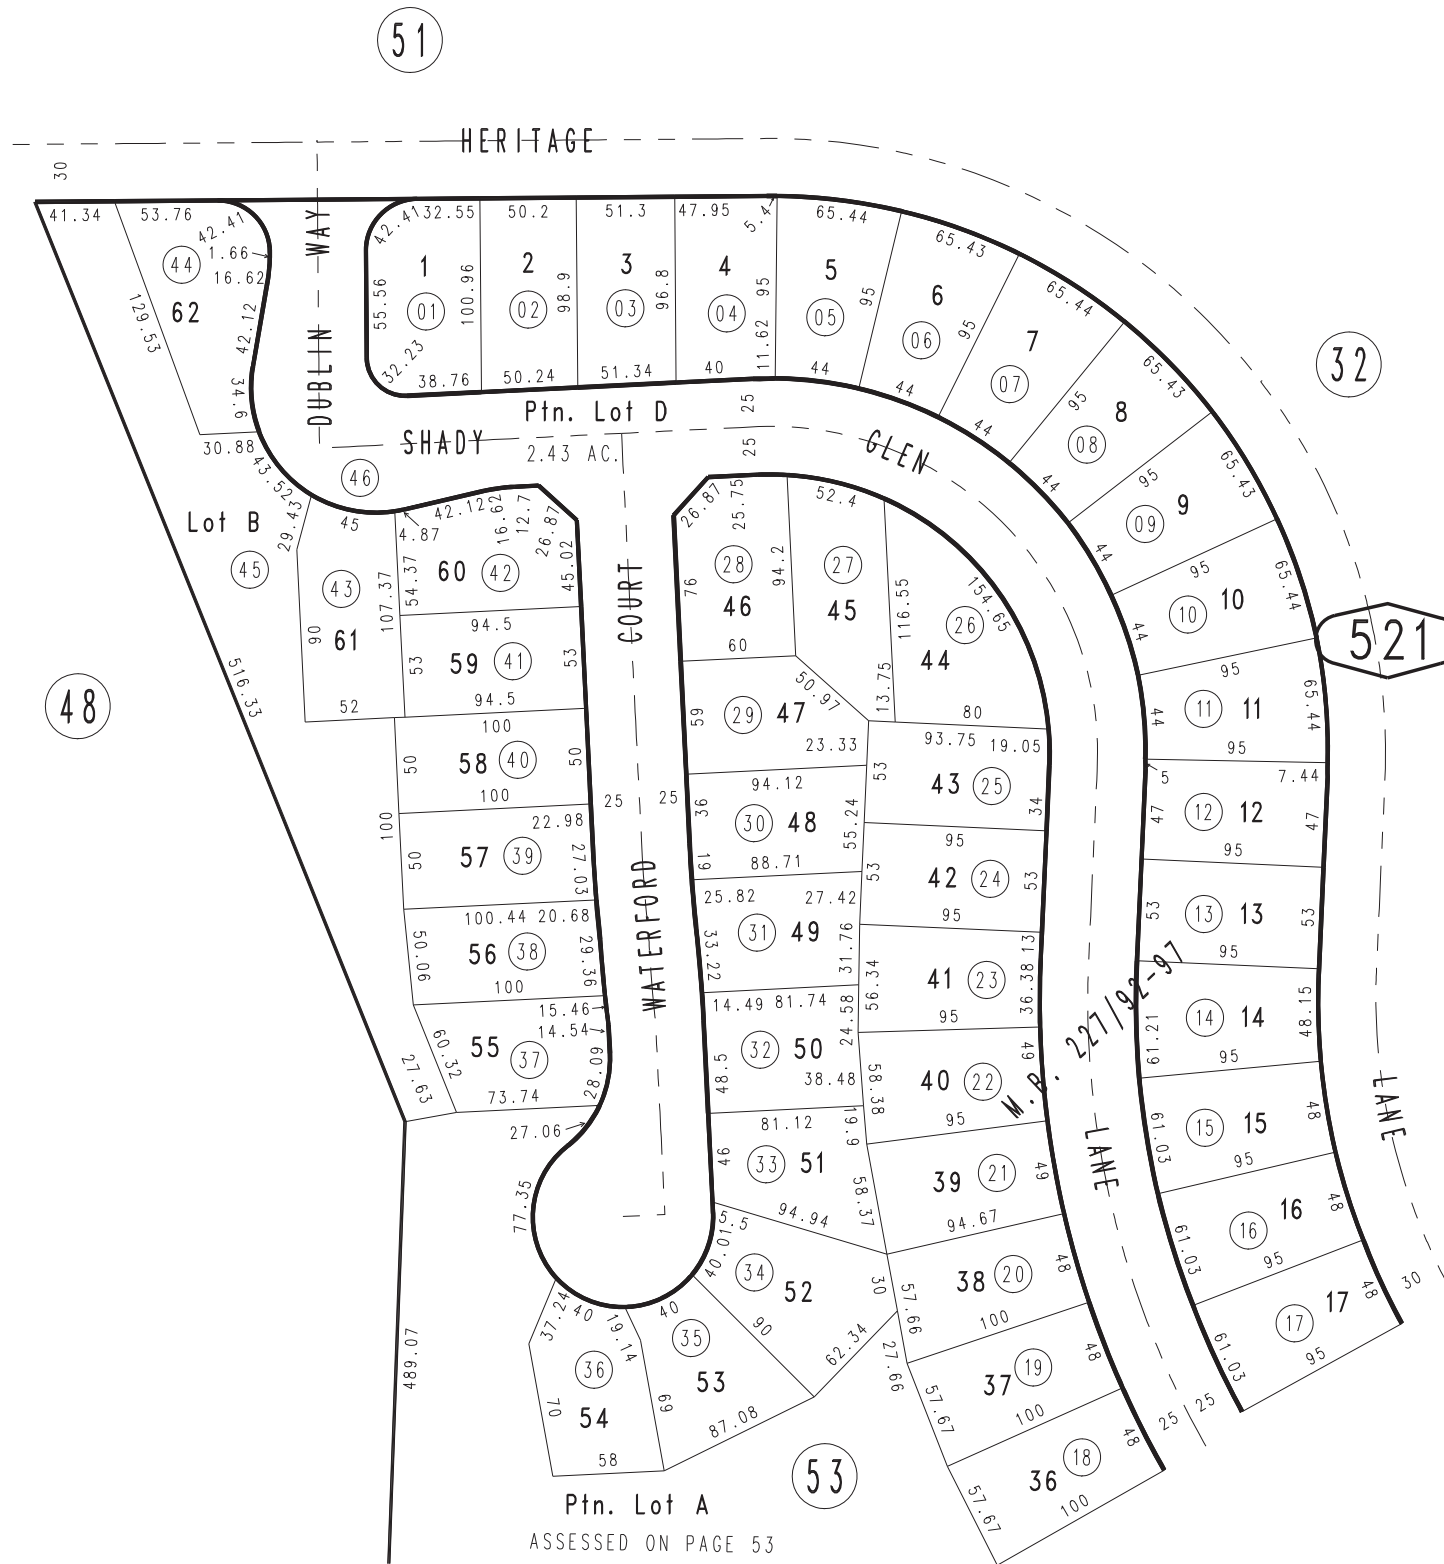 51
HERITAGE
30
41.34 53.76 42.41 42.41 32.55 50.2 51.3 47.95 5.4 65.44
65.43
65.44
65.43
65.43
65.44
65.44
44 1.66 16.62 62
129.53 42.12 34.6 30.88 43.52
DUBLIN WAY
55.56 1 01 100.96 32.23 38.76
2 02 98.9 50.24
3 03 96.8 51.34
4 04 95 11.62 40
5 05 95 44
6 06 95 44
7 07 44
8 08 95 44
9 09 95 44
10 10 95 44
11 11 95 44
32
521
Ptn. Lot D
25
25
SHADY GLEN LANE
2.43 AC.
46
Lot B
45
29.43
45 4.87 42.12 16.62 12.7 26.87
43 61 90 107.37 52
54.37 60 42 45.02
94.5
53 59 41 53
94.5
100
50 58 40 50
100
100
22.98
50 57 39 27.03
100.44 20.68
50.06 56 38 29.36
100
15.46
14.54
60.32 55 37 28.09
73.74
27.63
27.06
77.35
516.33
48
489.07
COURT
WATERFORD
25 25
26.87 25.75 52.4
28 46 76 94.2 60
27 45 116.55
154.65 26 44
13.75 80
50.97
59 29 47
23.33
94.12
36 30 48 55.24
19 88.71
25.82 27.42
33.22 31 49 31.76
14.49 81.74
48.5 32 50 24.58
38.48
81.12 19.9
46 33 51 58.37
94.94
5.5
40.01 34 52 30
90 62.34
40 35 53
19.14 69 87.08
40 37.24 36 54
70 58
93.75 19.05
53 43 25 34
95
53 42 24 53
95
13
56.34 41 23 36.38
95
58.38 40 22 49
95
39 21 49
94.67
57.66 38 20 48
100
27.66
57.67 37 19 48
100
57.67 36 18 48
100
5 7.44
47 12 12 47
95
53 13 13 53
95
61.21 14 14 48.15
95
61.03 15 15 48
95
61.03 16 16 48
95
61.03 17 17 48
95
M.B. 227/92-97
LANE
30
25 25
53
Ptn. Lot A
ASSESSED ON PAGE 53